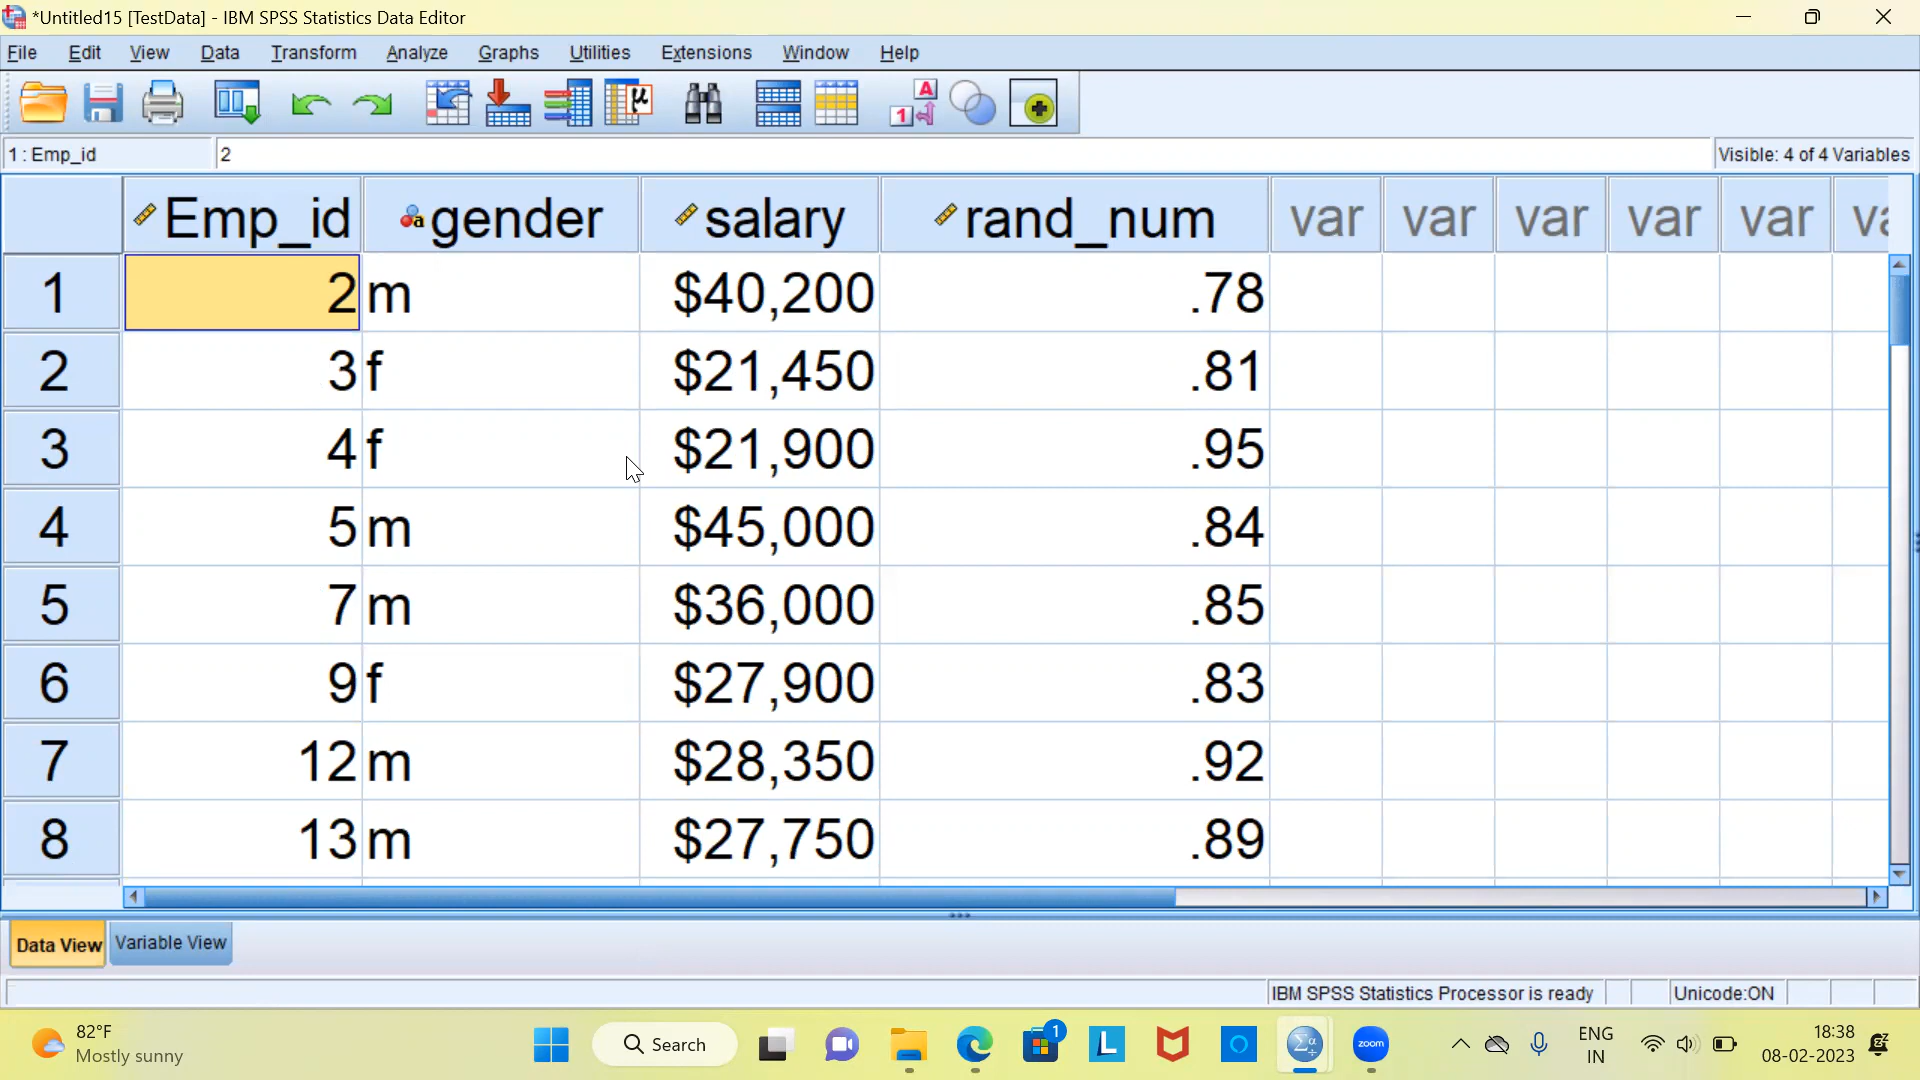 *Untitled15 [TestData] - IBM SPSS Statistics Data Editor
File Edit View Data Transform Analyze Graphs Utilities Extensions Window Help
1 A
1 : Emp_id 2 Visible: 4 of 4 Variables
Emp_id gender salary rand_num var var var var var va
1 2 m $40,200 .78
2 3 f $21,450 .81
3 4 f $21,900 .95
4 5 m $45,000 .84
5 7 m $36,000 .85
6 9 f $27,900 .83
7 12 m $28,350 .92
8 13 m $27,750 .89
Data View Variable View
IBM SPSS Statistics Processor is ready Unicode:ON
82°F
Mostly sunny
Search
1
L
zoom
ENG
IN
18:38
08-02-2023